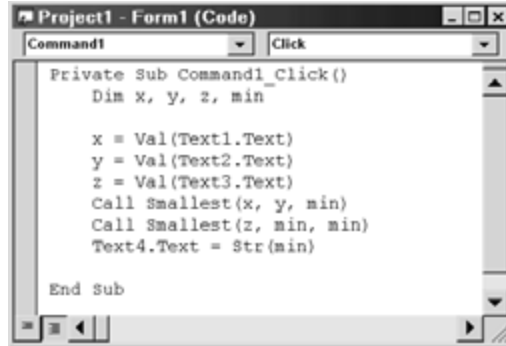 Project1 - Form1 (Code)
Command1 Click
Private Sub Command1_Click()
Dim x, y, z, min
x = Val(Text1.Text)
y = Val(Text2.Text)
z = Val(Text3.Text)
Call Smallest(x, y, min)
Call Smallest(z, min, min)
Text4.Text = Str(min)
End Sub